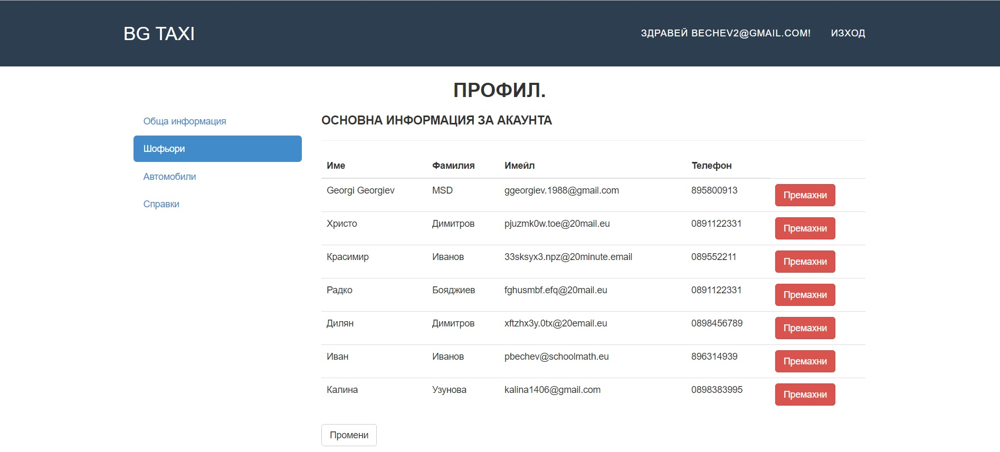 BG TAXI
ЗДРАВЕЙ BECHEV2@GMAIL.COM! ИЗХОД
ПРОФИЛ.
Обща информация
Шофьори
Автомобили
Справки
ОСНОВНА ИНФОРМАЦИЯ ЗА АКАУНТА
Име Фамилия Имейл Телефон
Georgi Georgiev MSD ggeorgiev.1988@gmail.com 895800913 Премахни
Христо Димитров pjuzmk0w.toe@20mail.eu 0891122331 Премахни
Красимир Иванов 33sksyx3.npz@20minute.email 089552211 Премахни
Радко Бояджиев fghusmbf.efq@20mail.eu 0891122331 Премахни
Дилян Димитров xftzhx3y.0tx@20email.eu 0898456789 Премахни
Иван Иванов pbechev@schoolmath.eu 896314939 Премахни
Калина Узунова kalina1406@gmail.com 0898383995 Премахни
Промени